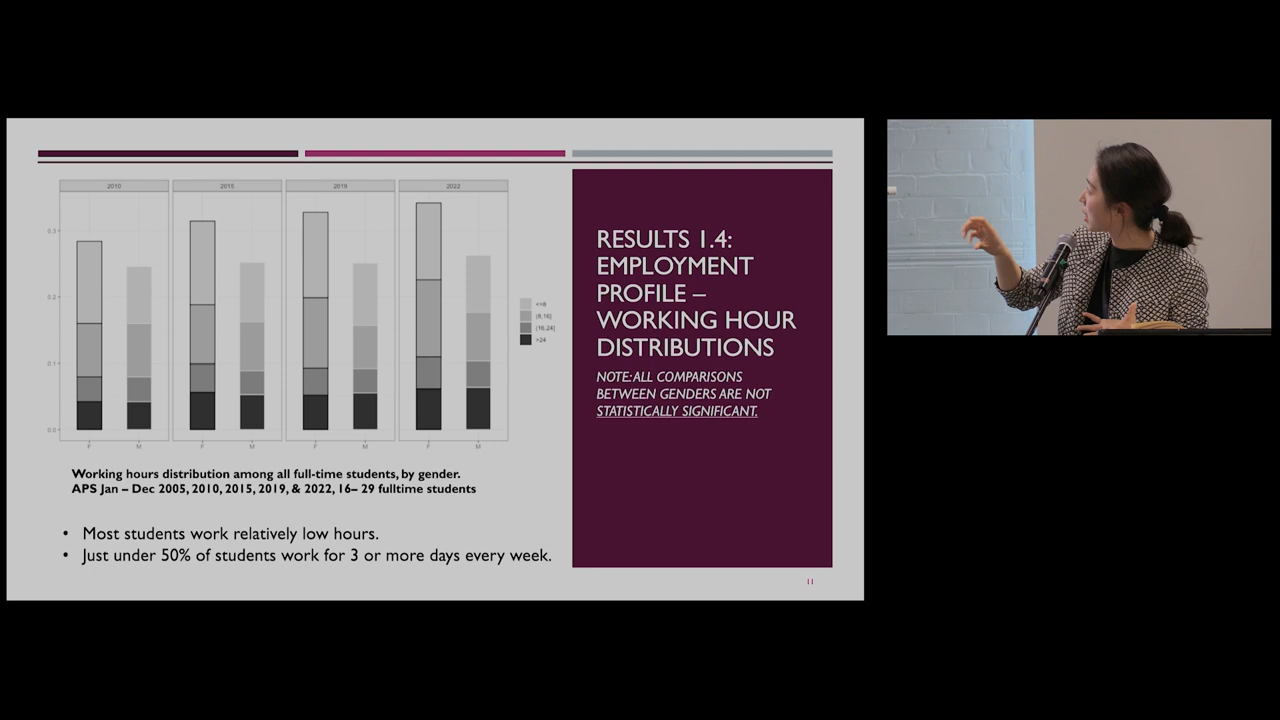 2010
2015
2019
2022
0.3
0.2
0.1
0.0
F
M
F
M
F
M
F
M
<=8
(8,16]
(16,24]
>24
Working hours distribution among all full-time students, by gender.
APS Jan – Dec 2005, 2010, 2015, 2019, & 2022, 16– 29 fulltime students
• Most students work relatively low hours.
• Just under 50% of students work for 3 or more days every week.
RESULTS 1.4:
EMPLOYMENT
PROFILE –
WORKING HOUR
DISTRIBUTIONS
NOTE: ALL COMPARISONS
BETWEEN GENDERS ARE NOT
STATISTICALLY SIGNIFICANT.
11